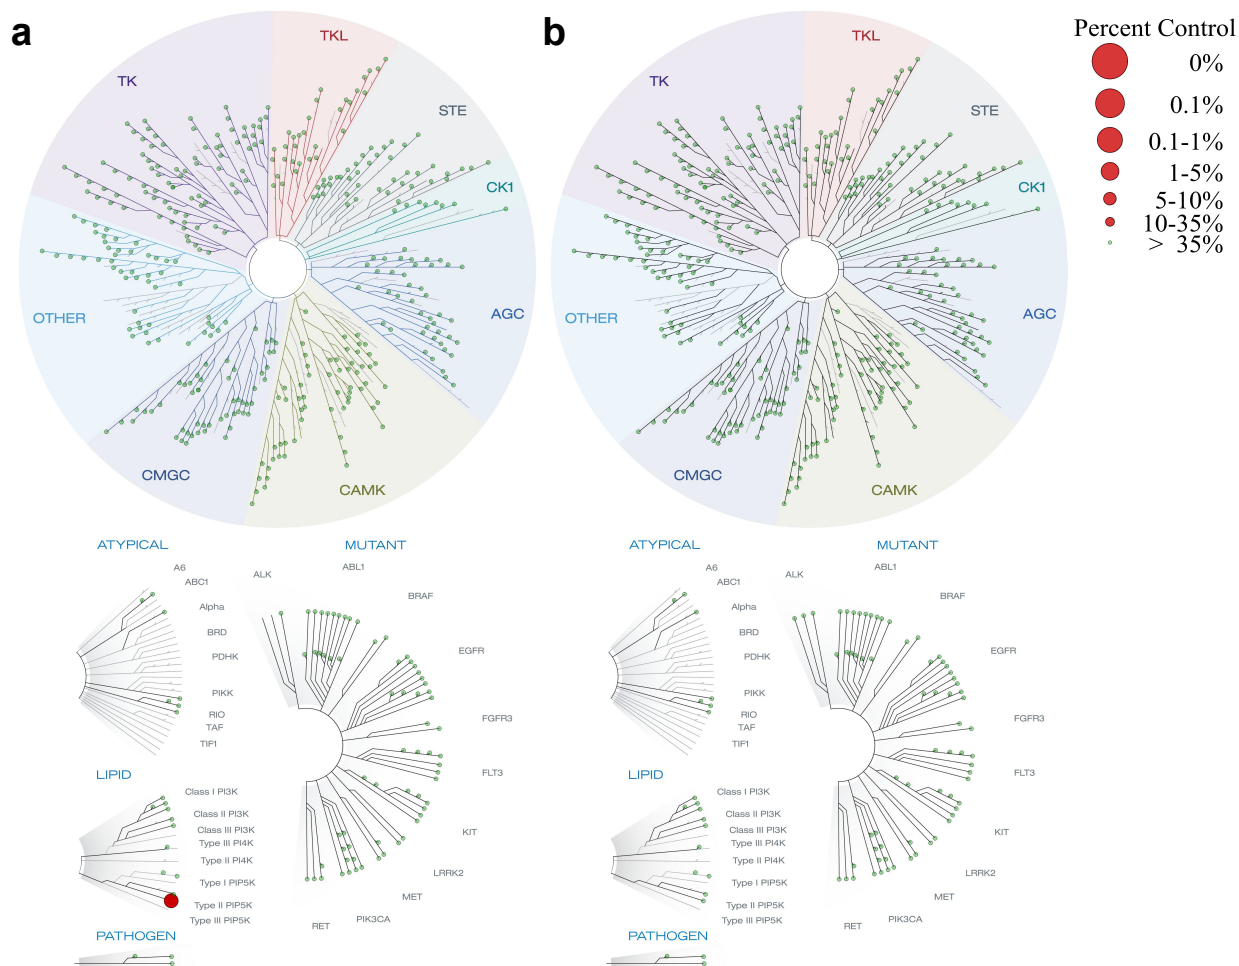 a
TKL
TK
STE
CK1
OTHER
AGC
CMGC
CAMK
ATYPICAL
A6
ABC1
Alpha
BRD
PDHK
PIKK
RIO
TAF
TIF1
MUTANT
ALK
ABL1
BRAF
EGFR
FGFR3
FLT3
KIT
LRRK2
MET
PIK3CA
RET
LIPID
Class I PI3K
Class II PI3K
Class III PI3K
Type III PI4K
Type II PI4K
Type I PIP5K
Type II PIP5K
Type III PIP5K
PATHOGEN
b
TKL
TK
STE
CK1
OTHER
AGC
CMGC
CAMK
ATYPICAL
A6
ABC1
Alpha
BRD
PDHK
PIKK
RIO
TAF
TIF1
MUTANT
ALK
ABL1
BRAF
EGFR
FGFR3
FLT3
KIT
LRRK2
MET
PIK3CA
RET
LIPID
Class I PI3K
Class II PI3K
Class III PI3K
Type III PI4K
Type II PI4K
Type I PIP5K
Type II PIP5K
Type III PIP5K
PATHOGEN
Percent Control
0%
0.1%
0.1-1%
1-5%
5-10%
10-35%
> 35%